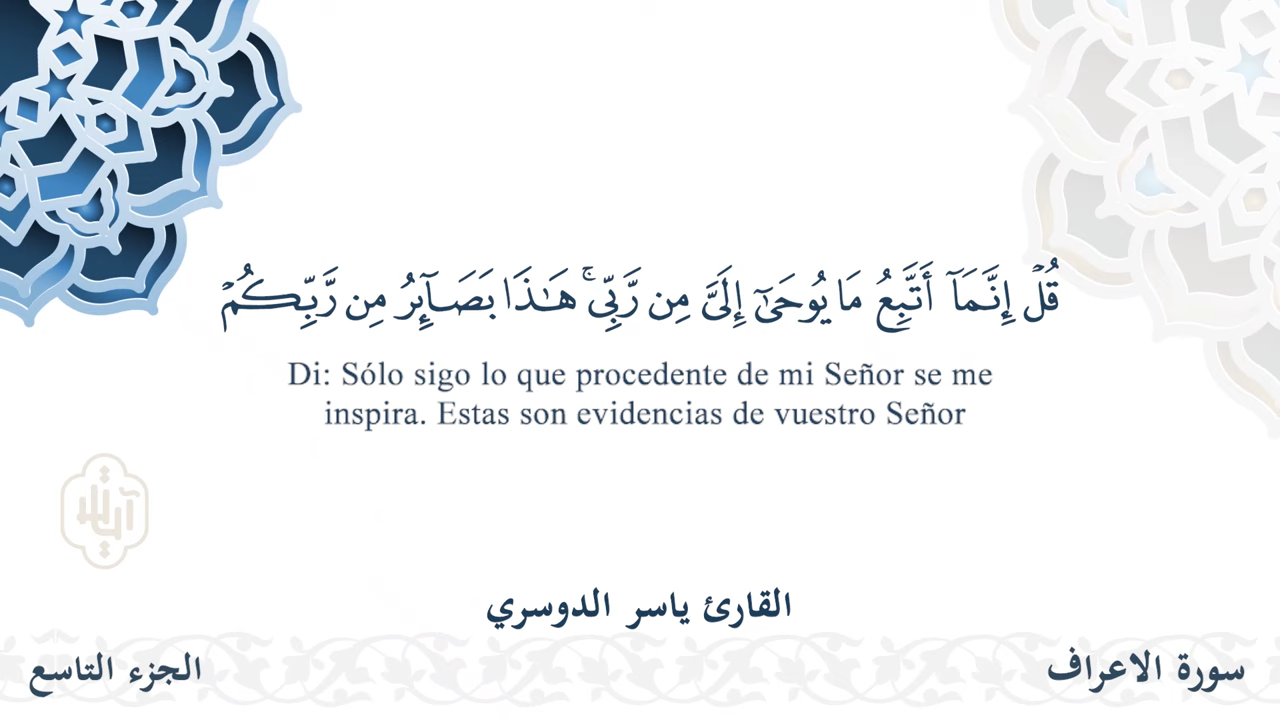 قُلْ إِنَّمَآ أَتَّبِعُ مَا يُوحَىٰٓ إِلَىَّ مِن رَّبِّى ۚ هَـٰذَا بَصَآئِرُ مِن رَّبِّكُمْ
Di: Sólo sigo lo que procedente de mi Señor se me
inspira. Estas son evidencias de vuestro Señor
القارئ ياسر الدوسري
سورة الاعراف
الجزء التاسع